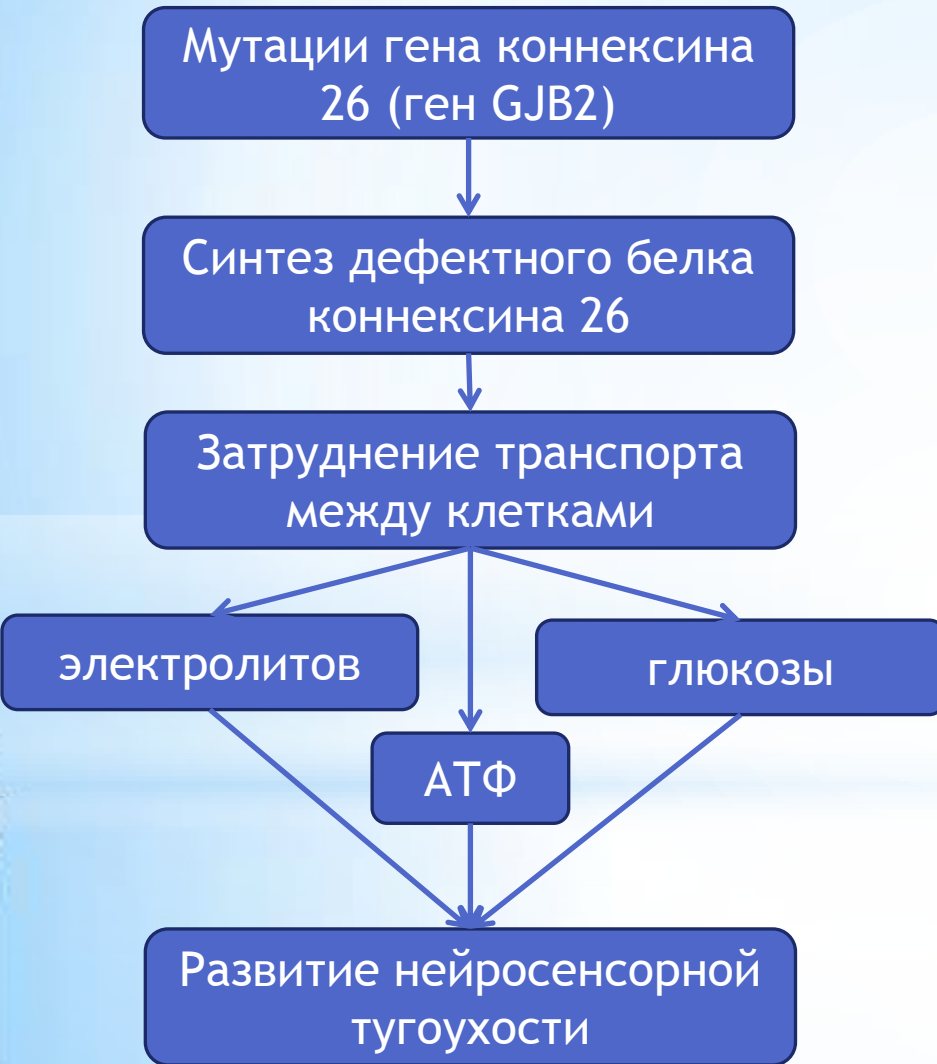 Мутации гена коннексина
26 (ген GJB2)
Синтез дефектного белка
коннексина 26
Затруднение транспорта
между клетками
электролитов
глюкозы
АТФ
Развитие нейросенсорной
тугоухости